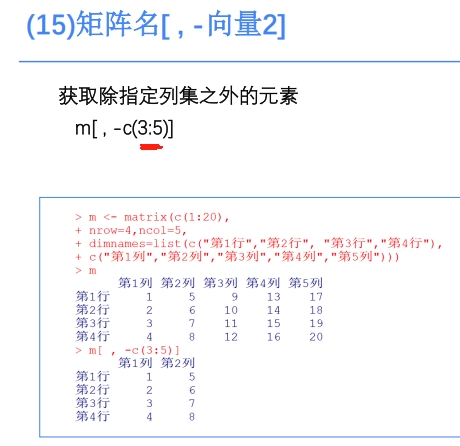 (15)矩阵名[ , -向量2]
获取除指定列集之外的元素
m[ , -c(3:5)]
> m <- matrix(c(1:20),
+ nrow=4,ncol=5,
+ dimnames=list(c("第1行","第2行", "第3行","第4行"),
+ c("第1列","第2列","第3列","第4列","第5列")))
> m
第1列 第2列 第3列 第4列 第5列
第1行 1 5 9 13 17
第2行 2 6 10 14 18
第3行 3 7 11 15 19
第4行 4 8 12 16 20
> m[ , -c(3:5)]
第1列 第2列
第1行 1 5
第2行 2 6
第3行 3 7
第4行 4 8